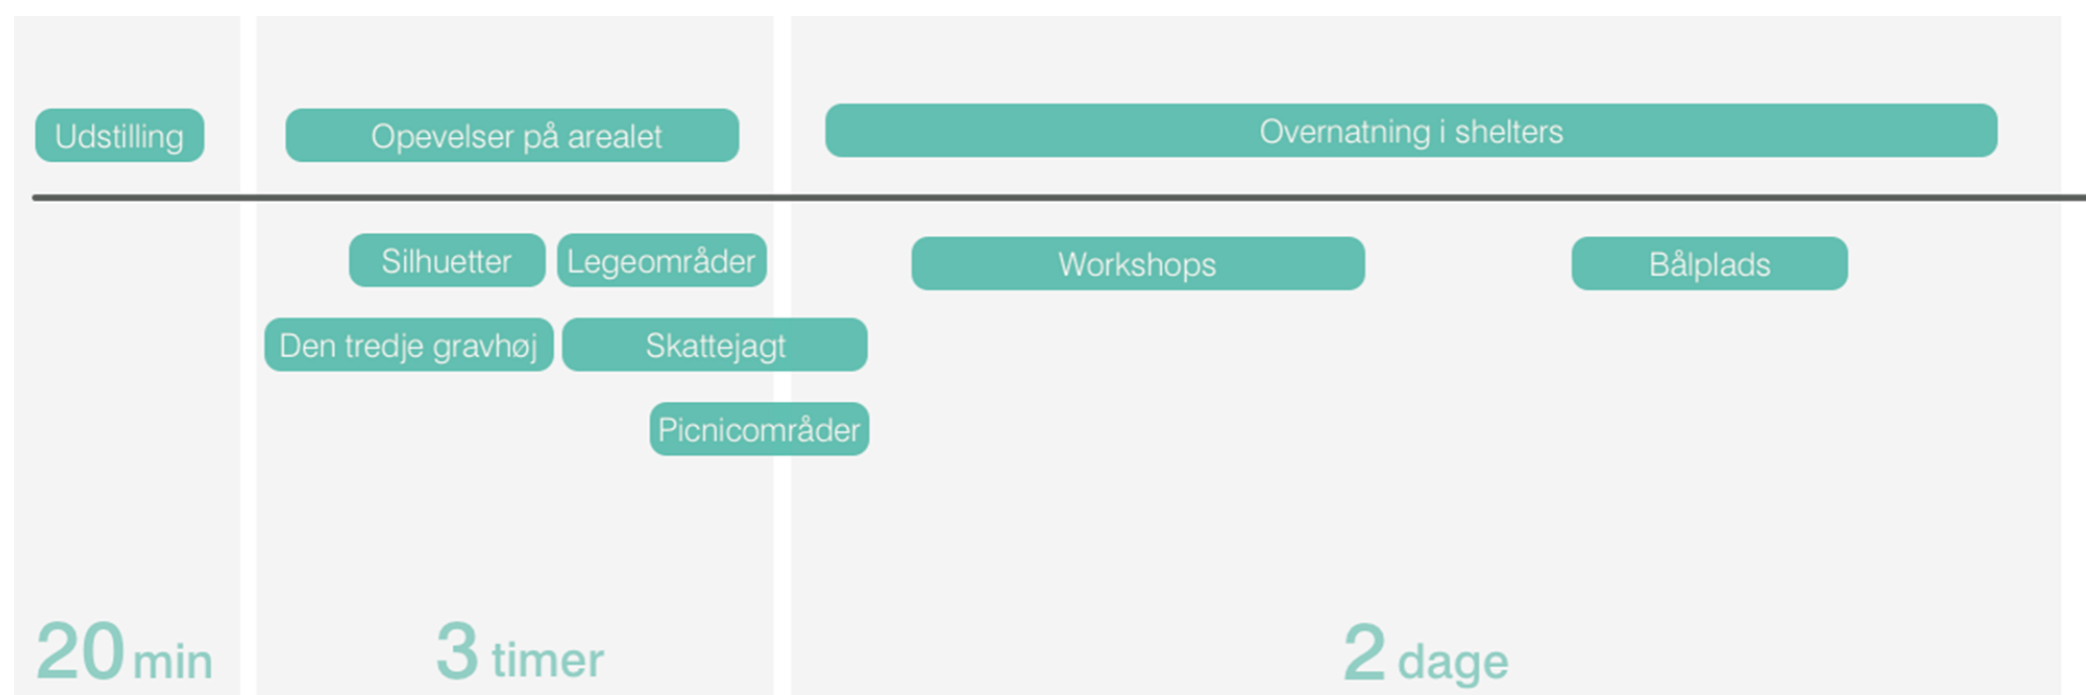 Udstilling
Opevelser på arealet
Overnatning i shelters
Silhuetter
Legeområder
Workshops
Bålplads
Den tredje gravhøj
Skattejagt
Picnicområder
20 min
3 timer
2 dage